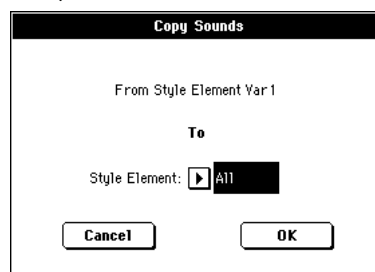 Copy Sounds
From Style Element Var1
To
Style Element: All
Cancel OK